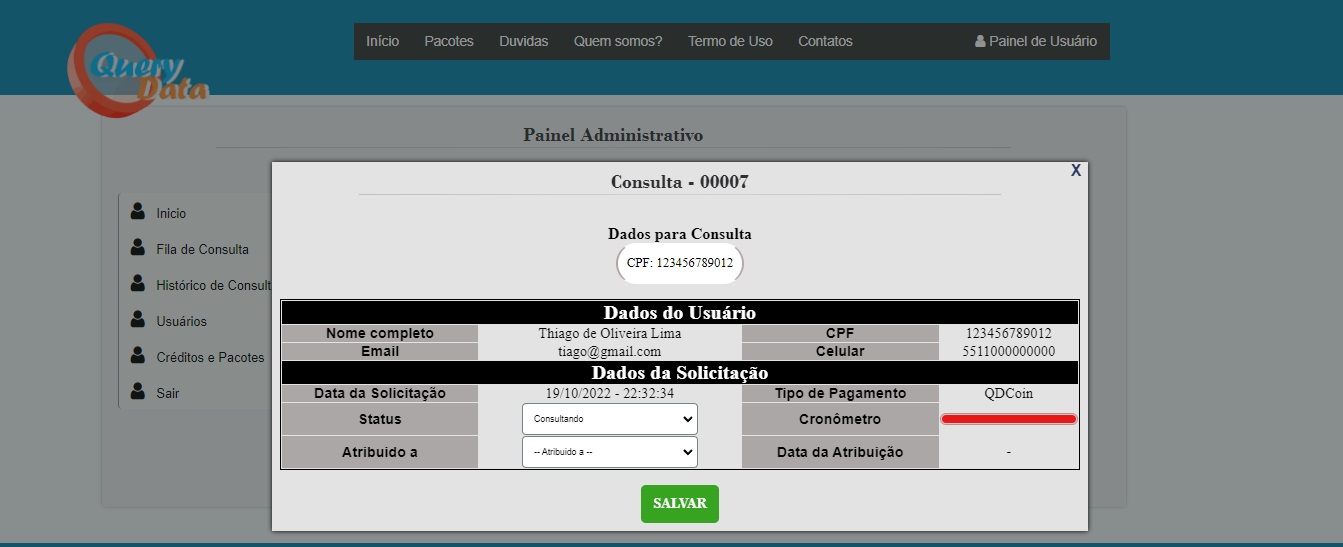 Query
Data
Início Pacotes Duvidas Quem somos? Termo de Uso Contatos Painel de Usuário
Painel Administrativo
Inicio
Fila de Consulta
Histórico de Consult
Usuários
Créditos e Pacotes
Sair
X
Consulta - 00007
Dados para Consulta
CPF: 123456789012
Dados do Usuário
Nome completo Thiago de Oliveira Lima CPF 123456789012
Email tiago@gmail.com Celular 5511000000000
Dados da Solicitação
Data da Solicitação 19/10/2022 - 22:32:34 Tipo de Pagamento QDCoin
Status Consultando Cronômetro
Atribuido a -- Atribuido a -- Data da Atribuição -
SALVAR